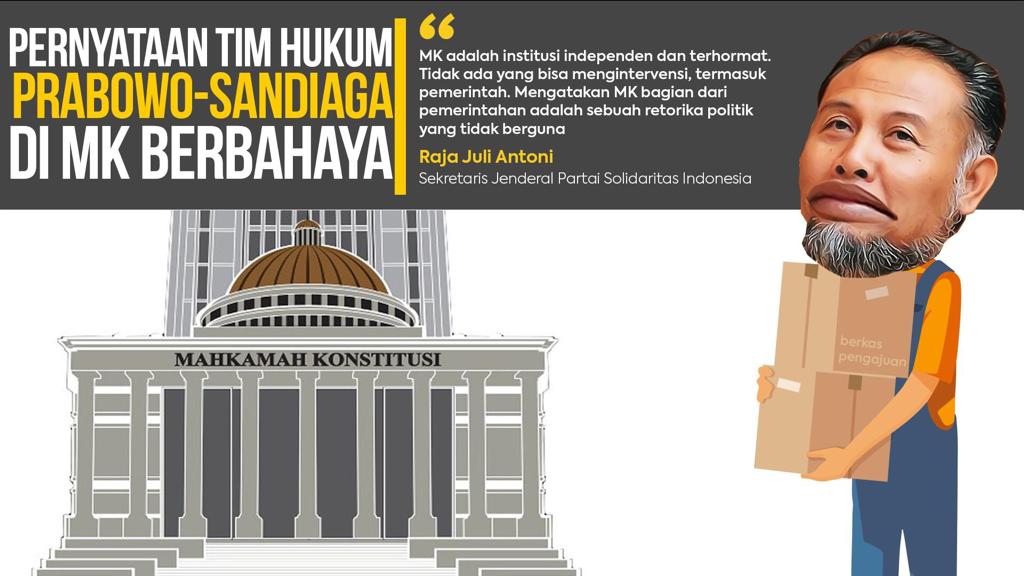 PERNYATAAN TIM HUKUM
PRABOWO-SANDIAGA
DI MK BERBAHAYA
“
MK adalah institusi independen dan terhormat.
Tidak ada yang bisa mengintervensi, termasuk
pemerintah. Mengatakan MK bagian dari
pemerintahan adalah sebuah retorika politik
yang tidak berguna
Raja Juli Antoni
Sekretaris Jenderal Partai Solidaritas Indonesia
MAHKAMAH KONSTITUSI
berkas
pengajuan